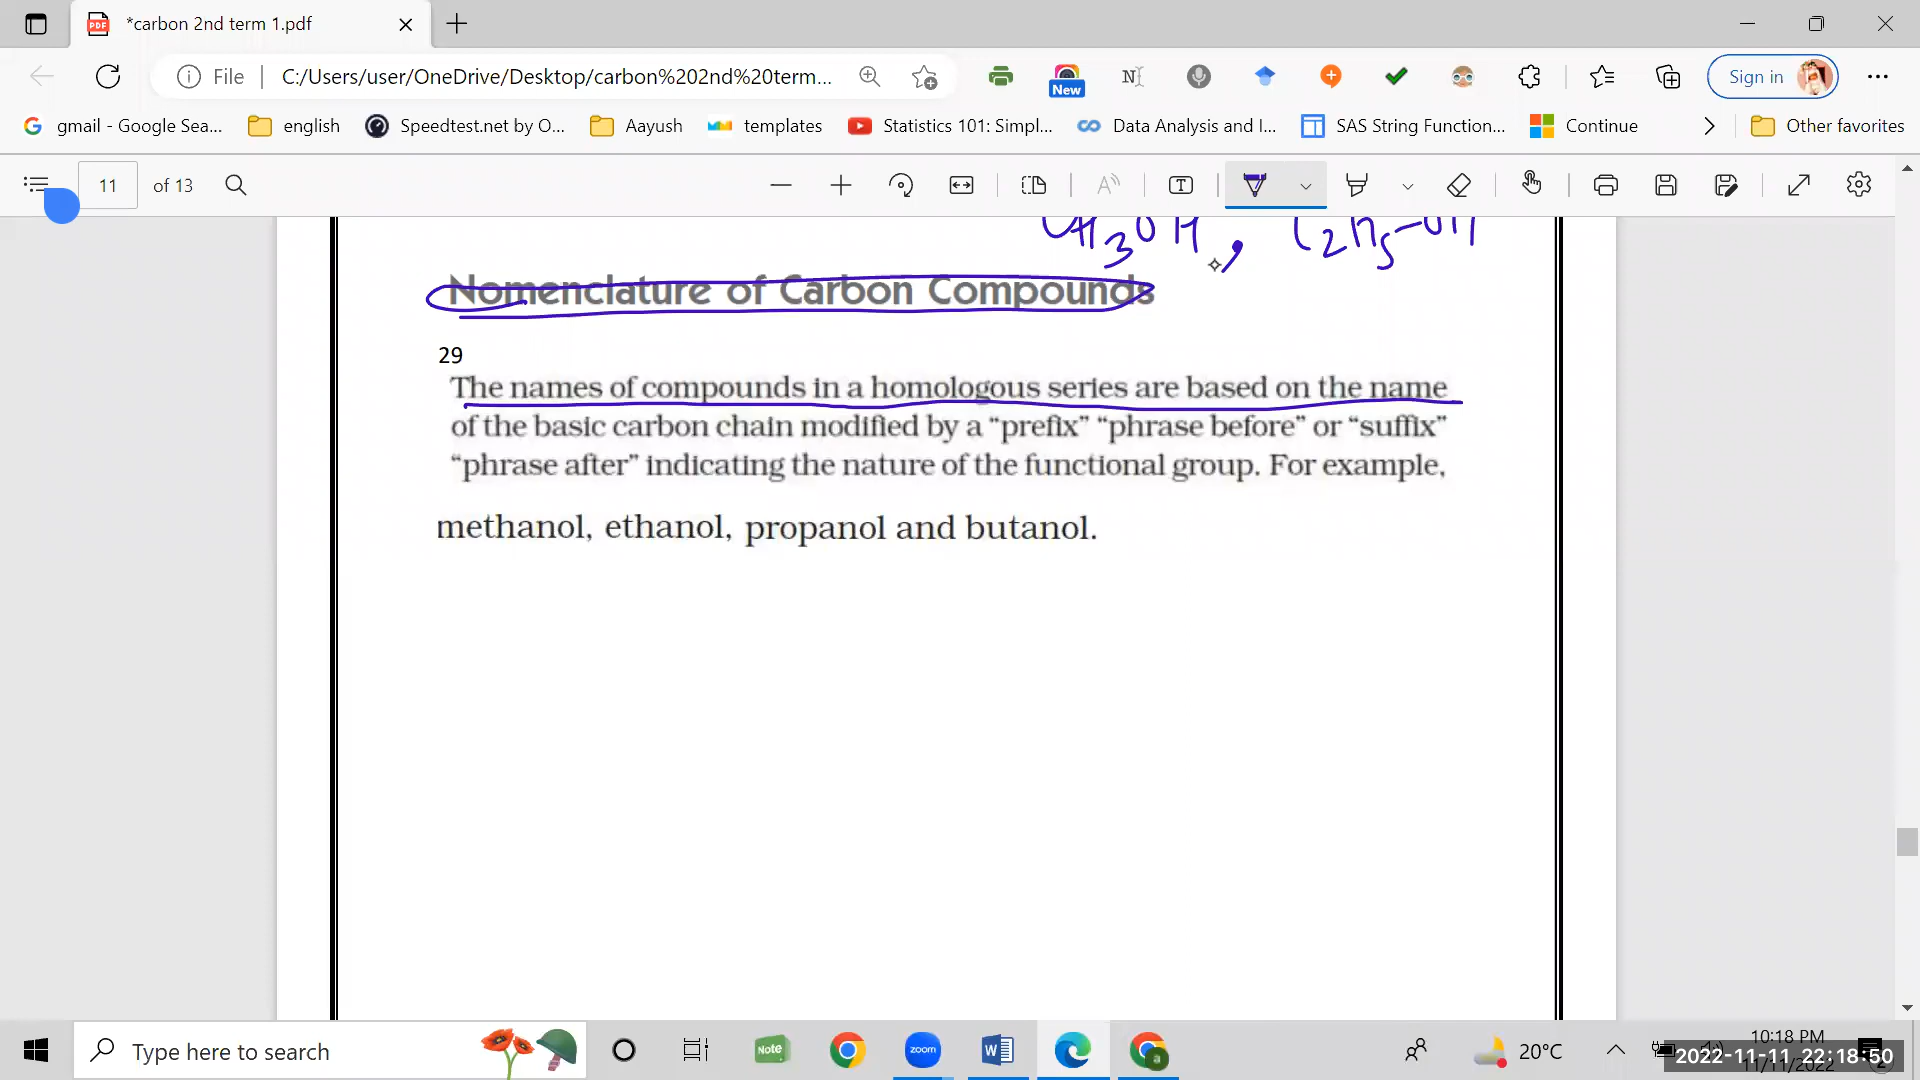 *carbon 2nd term 1.pdf
File
C:/Users/user/OneDrive/Desktop/carbon%202nd%20term...
New
Sign in
gmail - Google Sea...
english
Speedtest.net by O...
Aayush
templates
Statistics 101: Simpl...
Data Analysis and I...
SAS String Function...
Continue
Other favorites
11 of 13
CH3OH, C2H5-OH
Nomenclature of Carbon Compounds
29
The names of compounds in a homologous series are based on the name
of the basic carbon chain modified by a “prefix” “phrase before” or “suffix”
“phrase after” indicating the nature of the functional group. For example,
methanol, ethanol, propanol and butanol.
Type here to search
Note
zoom
a
20°C
10:18 PM
11/11/2022
2022-11-11 22:18:50